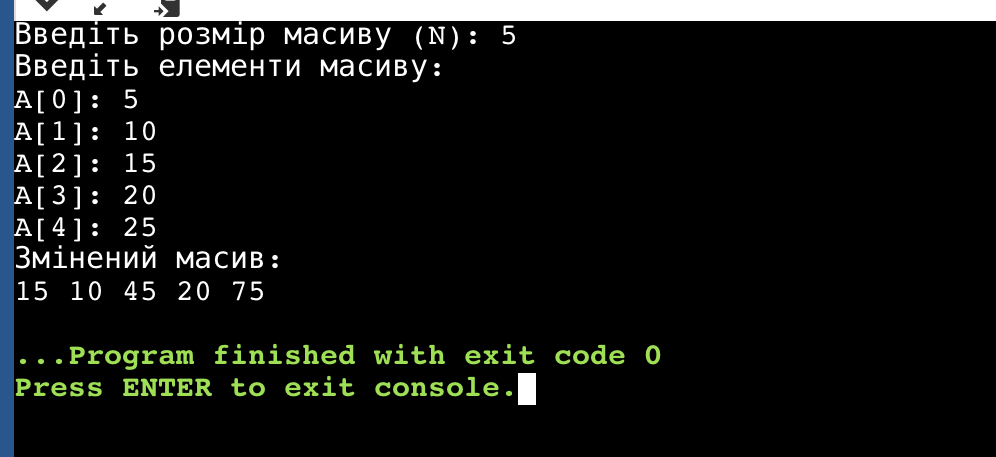 Введіть розмір масиву (N): 5
Введіть елементи масиву:
A[0]: 5
A[1]: 10
A[2]: 15
A[3]: 20
A[4]: 25
Змінений масив:
15 10 45 20 75
...Program finished with exit code 0
Press ENTER to exit console.